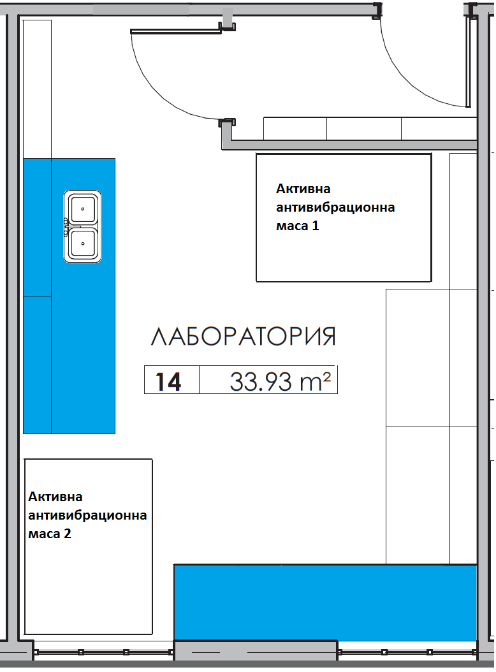 Активна
антивибрационна
маса 1
ЛАБОРАТОРИЯ
14 33.93 m²
Активна
антивибрационна
маса 2